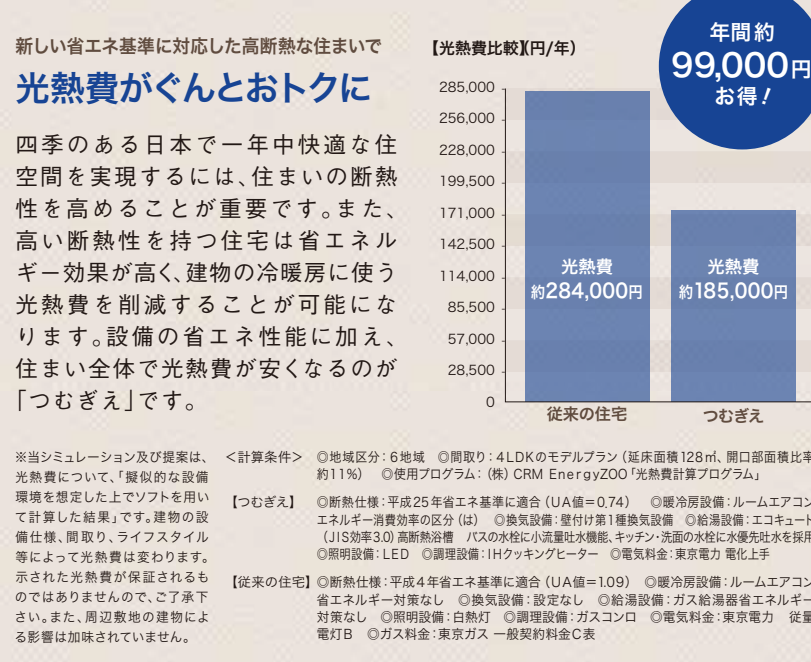 新しい省エネ基準に対応した高断熱な住まいで
光熱費がぐんとおトクに
四季のある日本で一年中快適な住
空間を実現するには、住まいの断熱
性を高めることが重要です。また、
高い断熱性を持つ住宅は省エネル
ギー効果が高く、建物の冷暖房に使う
光熱費を削減することが可能にな
ります。設備の省エネ性能に加え、
住まい全体で光熱費が安くなるのが
「つむぎえ」です。
【光熱費比較】(円/年)
年間約
99,000円
お得!
285,000
256,000
228,000
199,500
171,000
142,500
114,000
85,500
57,000
28,500
0
光熱費
約284,000円
光熱費
約185,000円
従来の住宅
つむぎえ
※当シミュレーション及び提案は、
光熱費について、「擬似的な設備
環境を想定した上でソフトを用い
て計算した結果」です。建物の設
備仕様、間取り、ライフスタイル
等によって光熱費は変わります。
示された光熱費が保証されるも
のではありませんので、ご了承下
さい。また、周辺敷地の建物によ
る影響は加味されていません。
<計算条件> ◎地域区分:6地域 ◎間取り:4LDKのモデルプラン(延床面積128㎡、開口部面積比率
約11%) ◎使用プログラム:(株)CRM EnergyZOO「光熱費計算プログラム」
【つむぎえ】 ◎断熱仕様:平成25年省エネ基準に適合(UA値=0.74) ◎暖冷房設備:ルームエアコン
エネルギー消費効率の区分(は) ◎換気設備:壁付け第1種換気設備 ◎給湯設備:エコキュート
(JIS効率3.0)高断熱浴槽 バスの水栓に小流量吐水機能、キッチン・洗面の水栓に水優先吐水を採用
◎照明設備:LED ◎調理設備:IHクッキングヒーター ◎電気料金:東京電力 電化上手
【従来の住宅】 ◎断熱仕様:平成4年省エネ基準に適合(UA値=1.09) ◎暖冷房設備:ルームエアコン
省エネルギー対策なし ◎換気設備:設定なし ◎給湯設備:ガス給湯器省エネルギー
対策なし ◎照明設備:白熱灯 ◎調理設備:ガスコンロ ◎電気料金:東京電力 従量
電灯B ◎ガス料金:東京ガス 一般契約料金C表